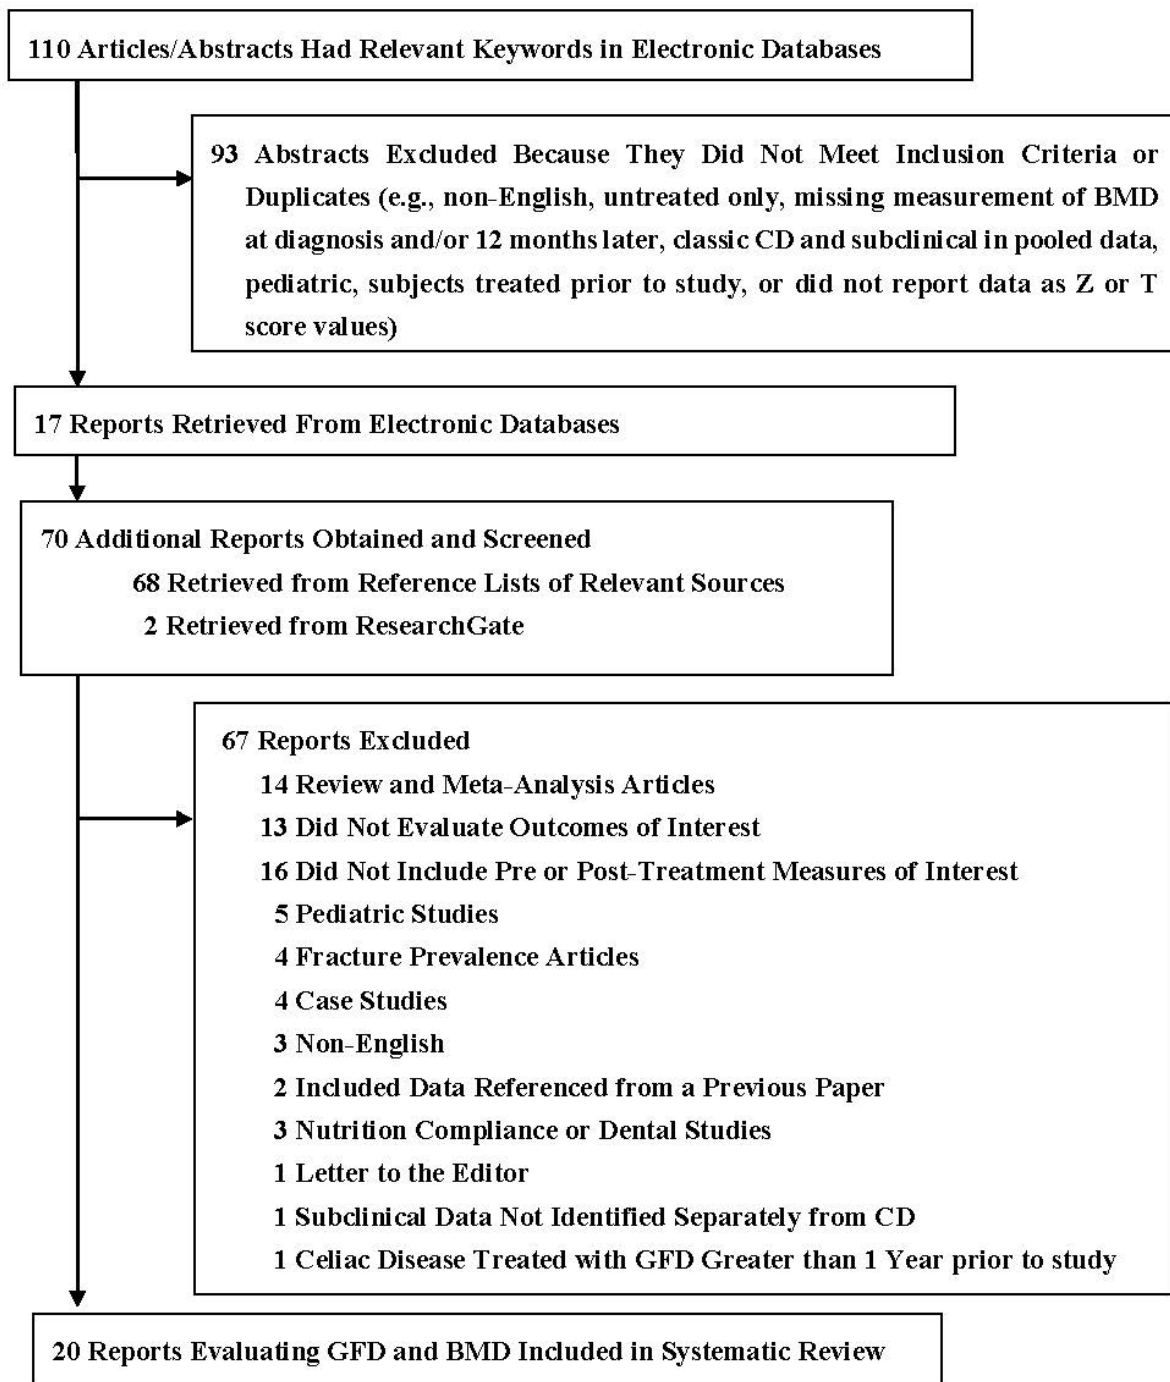 110 Articles/Abstracts Had Relevant Keywords in Electronic Databases
93 Abstracts Excluded Because They Did Not Meet Inclusion Criteria or
Duplicates (e.g., non-English, untreated only, missing measurement of BMD
at diagnosis and/or 12 months later, classic CD and subclinical in pooled data,
pediatric, subjects treated prior to study, or did not report data as Z or T
score values)
17 Reports Retrieved From Electronic Databases
70 Additional Reports Obtained and Screened
68 Retrieved from Reference Lists of Relevant Sources
2 Retrieved from ResearchGate
67 Reports Excluded
14 Review and Meta-Analysis Articles
13 Did Not Evaluate Outcomes of Interest
16 Did Not Include Pre or Post-Treatment Measures of Interest
5 Pediatric Studies
4 Fracture Prevalence Articles
4 Case Studies
3 Non-English
2 Included Data Referenced from a Previous Paper
3 Nutrition Compliance or Dental Studies
1 Letter to the Editor
1 Subclinical Data Not Identified Separately from CD
1 Celiac Disease Treated with GFD Greater than 1 Year prior to study
20 Reports Evaluating GFD and BMD Included in Systematic Review